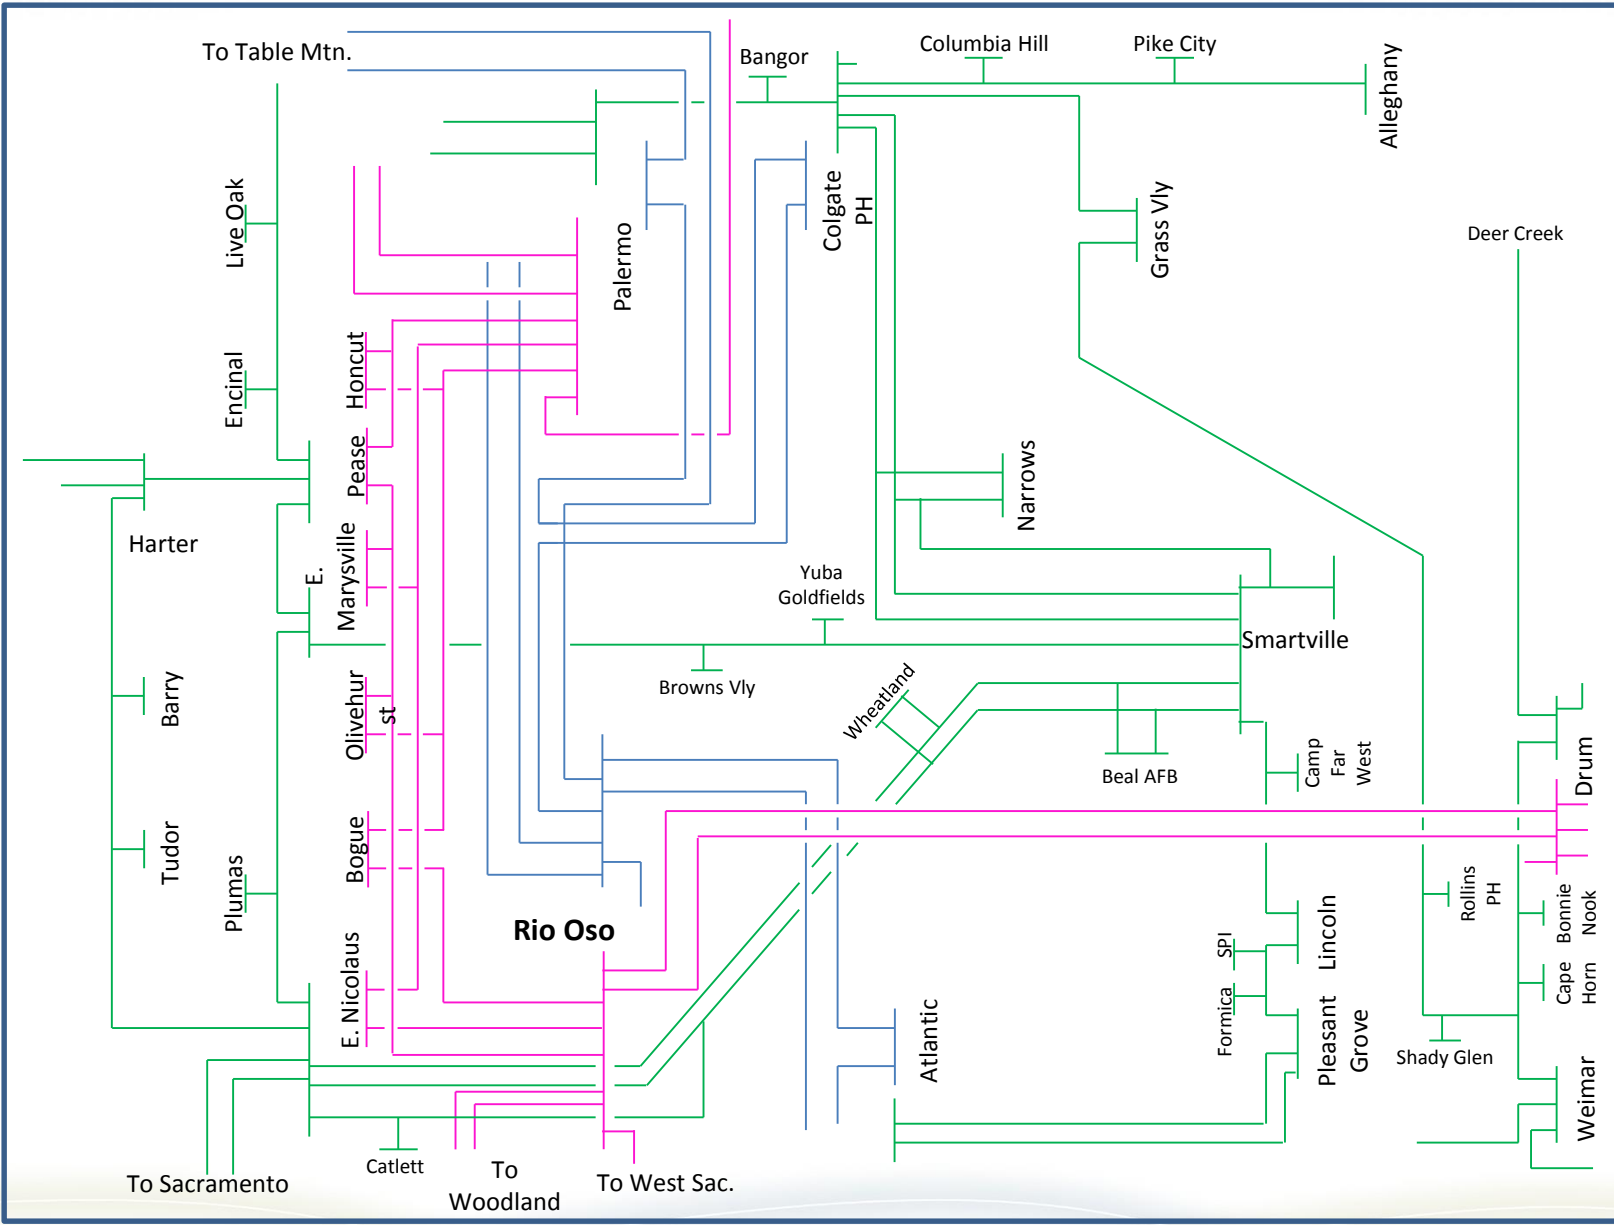 To Table Mtn.
Bangor
Columbia Hill
Pike City
Alleghany
Live Oak
Palermo
Colgate
PH
Grass Vly
Deer Creek
Encinal
Honcut
Pease
Harter
E.
Marysville
Narrows
Yuba
Goldfields
Smartville
Barry
Olivehur
st
Browns Vly
Wheatland
Beal AFB
Camp
Far
West
Drum
Tudor
Plumas
Bogue
Rio Oso
E. Nicolaus
Atlantic
SPI
Lincoln
Formica
Pleasant
Grove
Rollins
PH
Bonnie
Nook
Cape
Horn
Shady Glen
Weimar
Catlett
To Sacramento
To
Woodland
To West Sac.